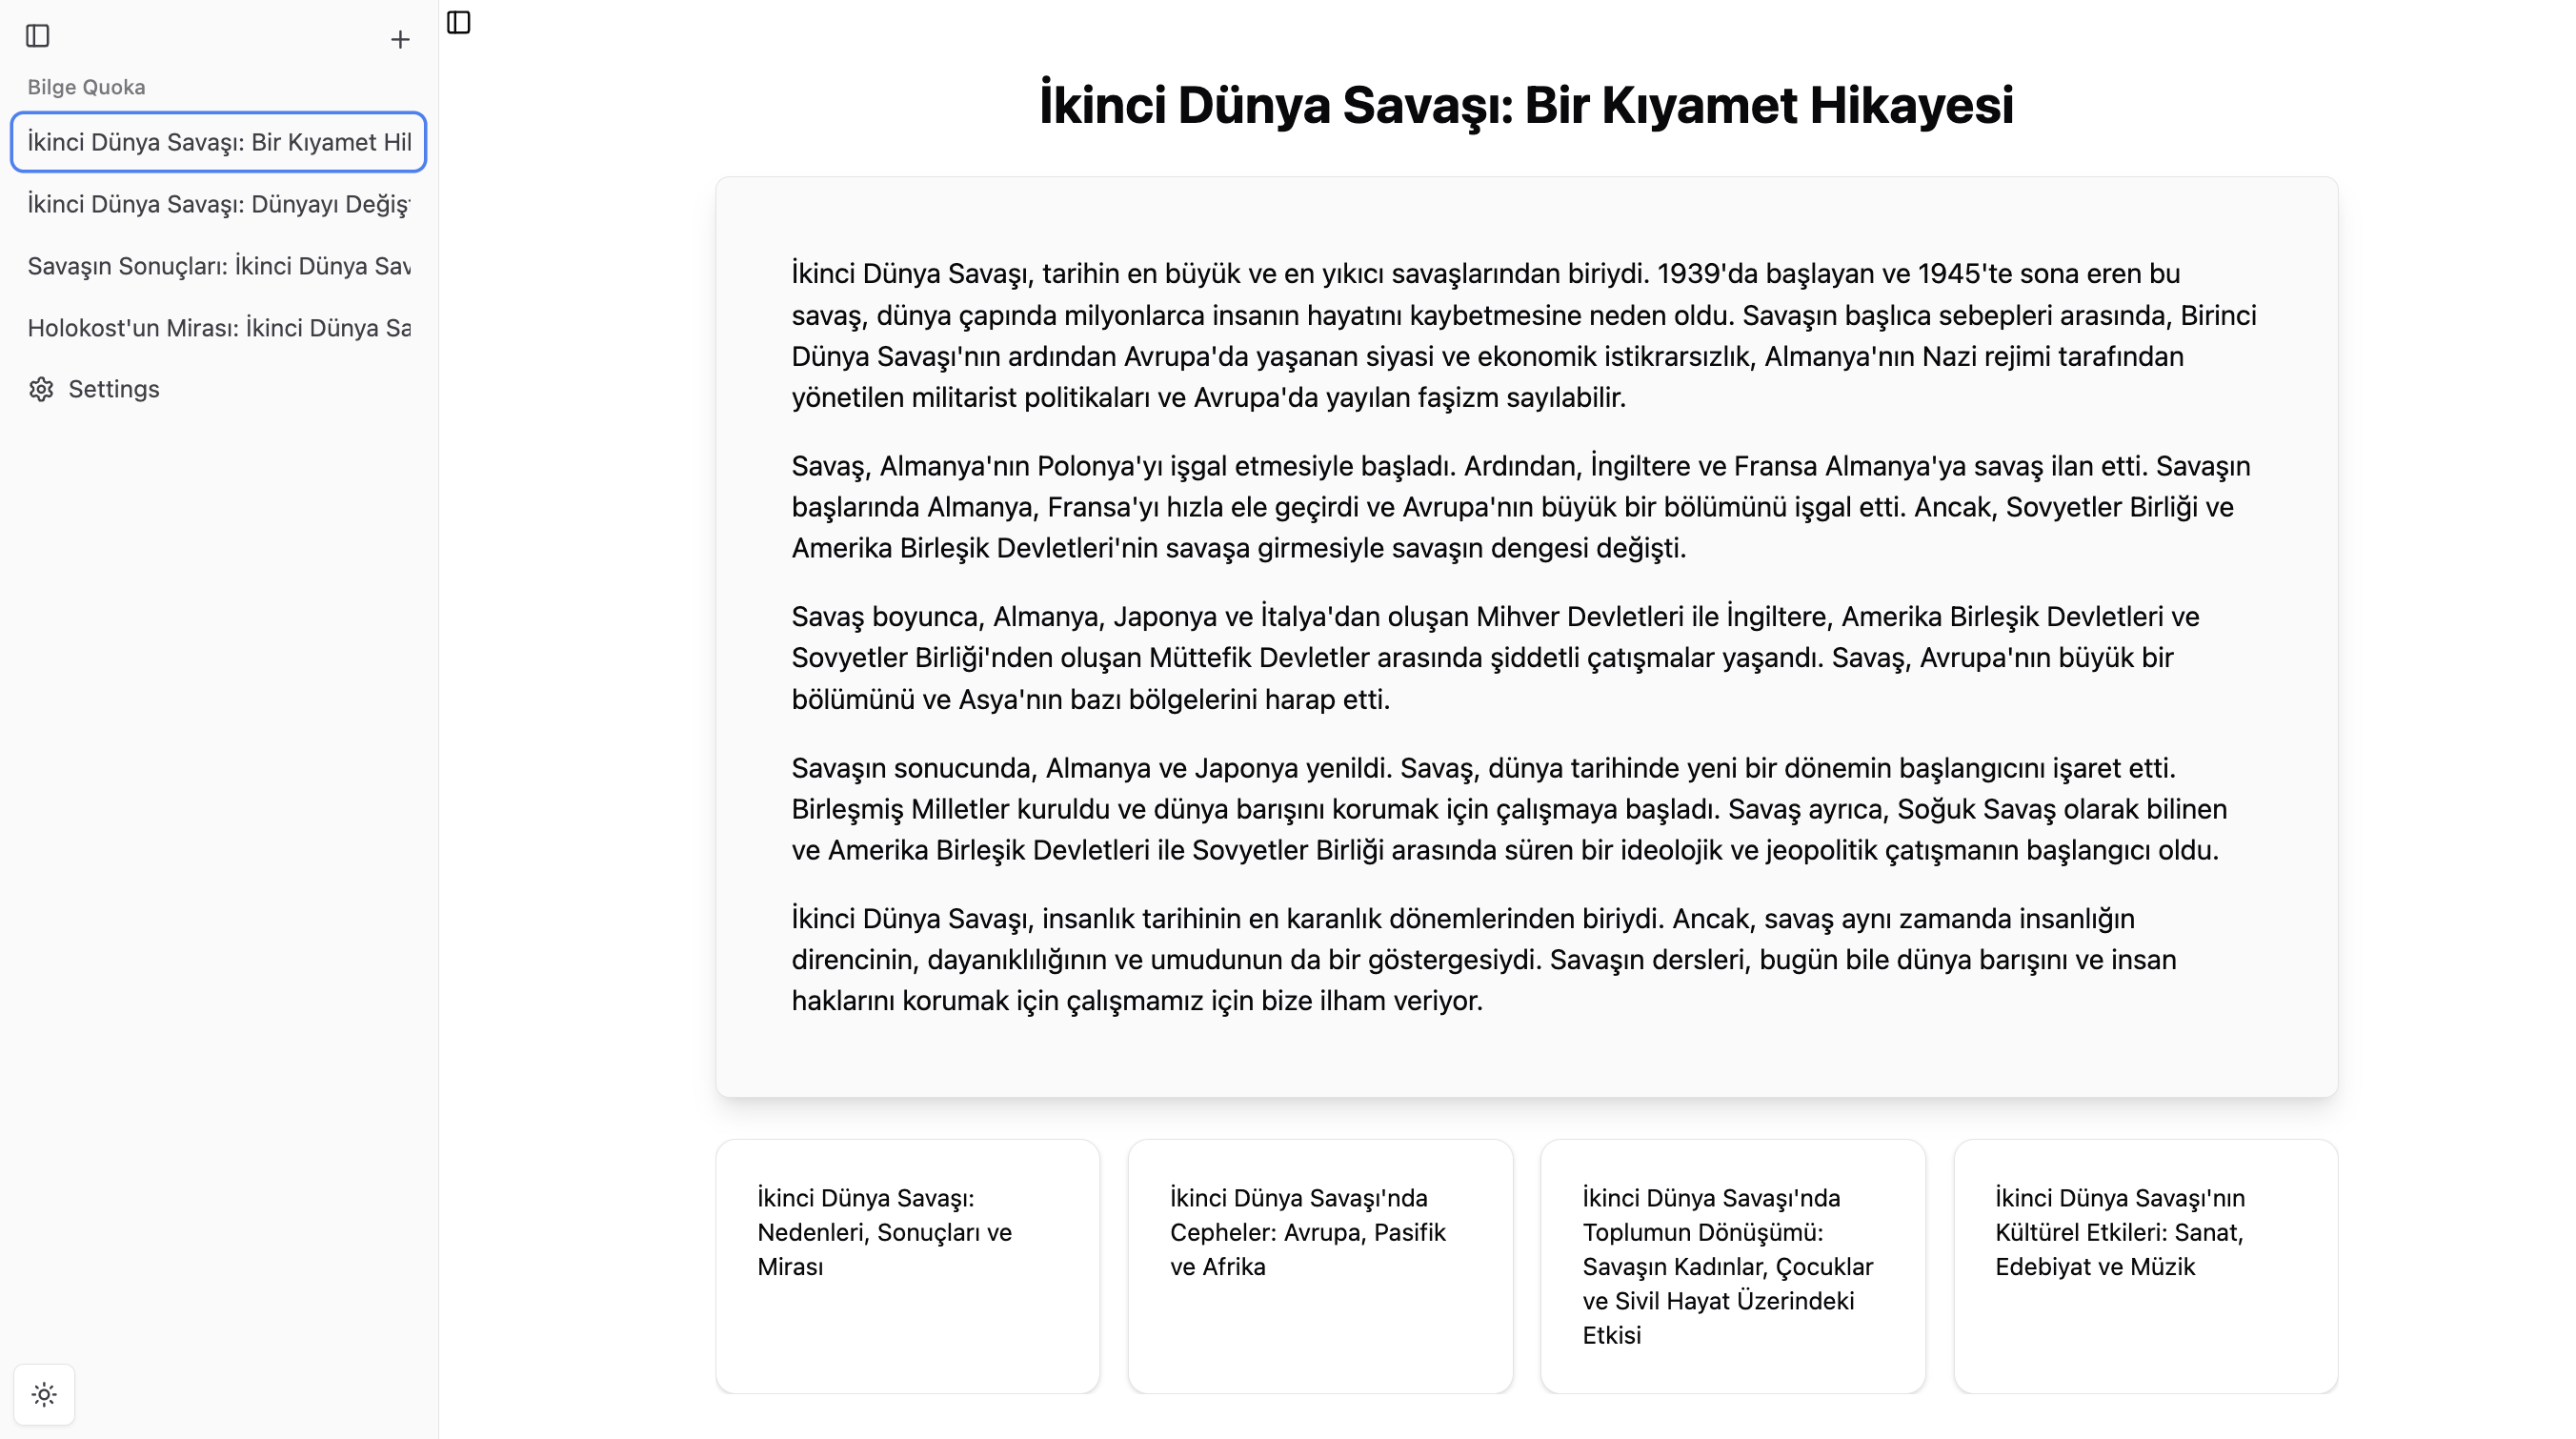 Bilge Quoka
İkinci Dünya Savaşı: Bir Kıyamet Hil
İkinci Dünya Savaşı: Dünyayı Değiş
Savaşın Sonuçları: İkinci Dünya Sav
Holokost'un Mirası: İkinci Dünya Sa
Settings
İkinci Dünya Savaşı: Bir Kıyamet Hikayesi
İkinci Dünya Savaşı, tarihin en büyük ve en yıkıcı savaşlarından biriydi. 1939'da başlayan ve 1945'te sona eren bu
savaş, dünya çapında milyonlarca insanın hayatını kaybetmesine neden oldu. Savaşın başlıca sebepleri arasında, Birinci
Dünya Savaşı'nın ardından Avrupa'da yaşanan siyasi ve ekonomik istikrarsızlık, Almanya'nın Nazi rejimi tarafından
yönetilen militarist politikaları ve Avrupa'da yayılan faşizm sayılabilir.
Savaş, Almanya'nın Polonya'yı işgal etmesiyle başladı. Ardından, İngiltere ve Fransa Almanya'ya savaş ilan etti. Savaşın
başlarında Almanya, Fransa'yı hızla ele geçirdi ve Avrupa'nın büyük bir bölümünü işgal etti. Ancak, Sovyetler Birliği ve
Amerika Birleşik Devletleri'nin savaşa girmesiyle savaşın dengesi değişti.
Savaş boyunca, Almanya, Japonya ve İtalya'dan oluşan Mihver Devletleri ile İngiltere, Amerika Birleşik Devletleri ve
Sovyetler Birliği'nden oluşan Müttefik Devletler arasında şiddetli çatışmalar yaşandı. Savaş, Avrupa'nın büyük bir
bölümünü ve Asya'nın bazı bölgelerini harap etti.
Savaşın sonucunda, Almanya ve Japonya yenildi. Savaş, dünya tarihinde yeni bir dönemin başlangıcını işaret etti.
Birleşmiş Milletler kuruldu ve dünya barışını korumak için çalışmaya başladı. Savaş ayrıca, Soğuk Savaş olarak bilinen
ve Amerika Birleşik Devletleri ile Sovyetler Birliği arasında süren bir ideolojik ve jeopolitik çatışmanın başlangıcı oldu.
İkinci Dünya Savaşı, insanlık tarihinin en karanlık dönemlerinden biriydi. Ancak, savaş aynı zamanda insanlığın
direncinin, dayanıklılığının ve umudunun da bir göstergesiydi. Savaşın dersleri, bugün bile dünya barışını ve insan
haklarını korumak için çalışmamız için bize ilham veriyor.
İkinci Dünya Savaşı:
Nedenleri, Sonuçları ve
Mirası
İkinci Dünya Savaşı'nda
Cepheler: Avrupa, Pasifik
ve Afrika
İkinci Dünya Savaşı'nda
Toplumun Dönüşümü:
Savaşın Kadınlar, Çocuklar
ve Sivil Hayat Üzerindeki
Etkisi
İkinci Dünya Savaşı'nın
Kültürel Etkileri: Sanat,
Edebiyat ve Müzik